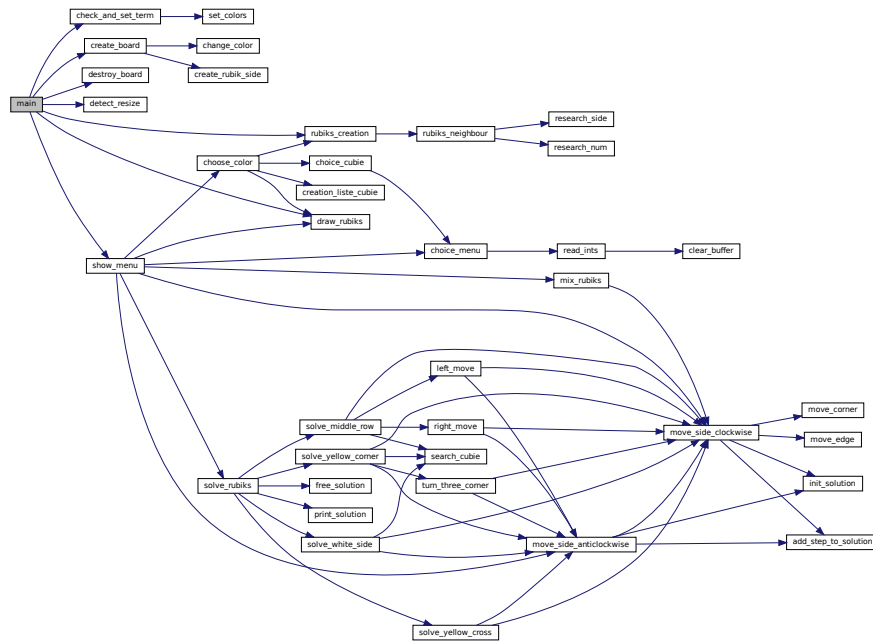 check_and_set_term
set_colors
create_board
change_color
destroy_board
create_rubik_side
main
detect_resize
research_side
rubiks_creation
rubiks_neighbour
research_num
choose_color
choice_cubie
creation_liste_cubie
draw_rubiks
choice_menu
read_ints
clear_buffer
show_menu
mix_rubiks
left_move
move_corner
solve_middle_row
right_move
move_side_clockwise
move_edge
solve_yellow_corner
search_cubie
solve_rubiks
free_solution
turn_three_corner
init_solution
print_solution
solve_white_side
move_side_anticlockwise
add_step_to_solution
solve_yellow_cross